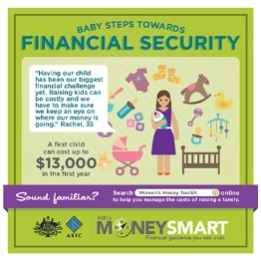 BABY STEPS TOWARDS
FINANCIAL SECURITY
"Having our child
has been our biggest
financial challenge
yet. Raising kids can
be costly and we
have to make sure
we keep an eye on
where our money is
going." Rachel, 35
A first child
can cost up to
$13,000
in the first year
Sound familiar?
Search Women's Money Toolkit online
to help you manage the costs of raising a family.
ASIC
ASIC's
MONEYSMART
Financial guidance you can trust